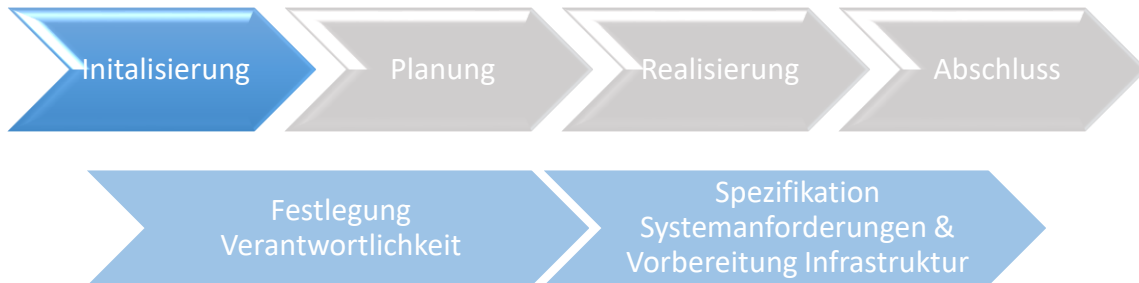 Initalisierung
Planung
Realisierung
Abschluss
Festlegung
Verantwortlichkeit
Spezifikation
Systemanforderungen &
Vorbereitung Infrastruktur